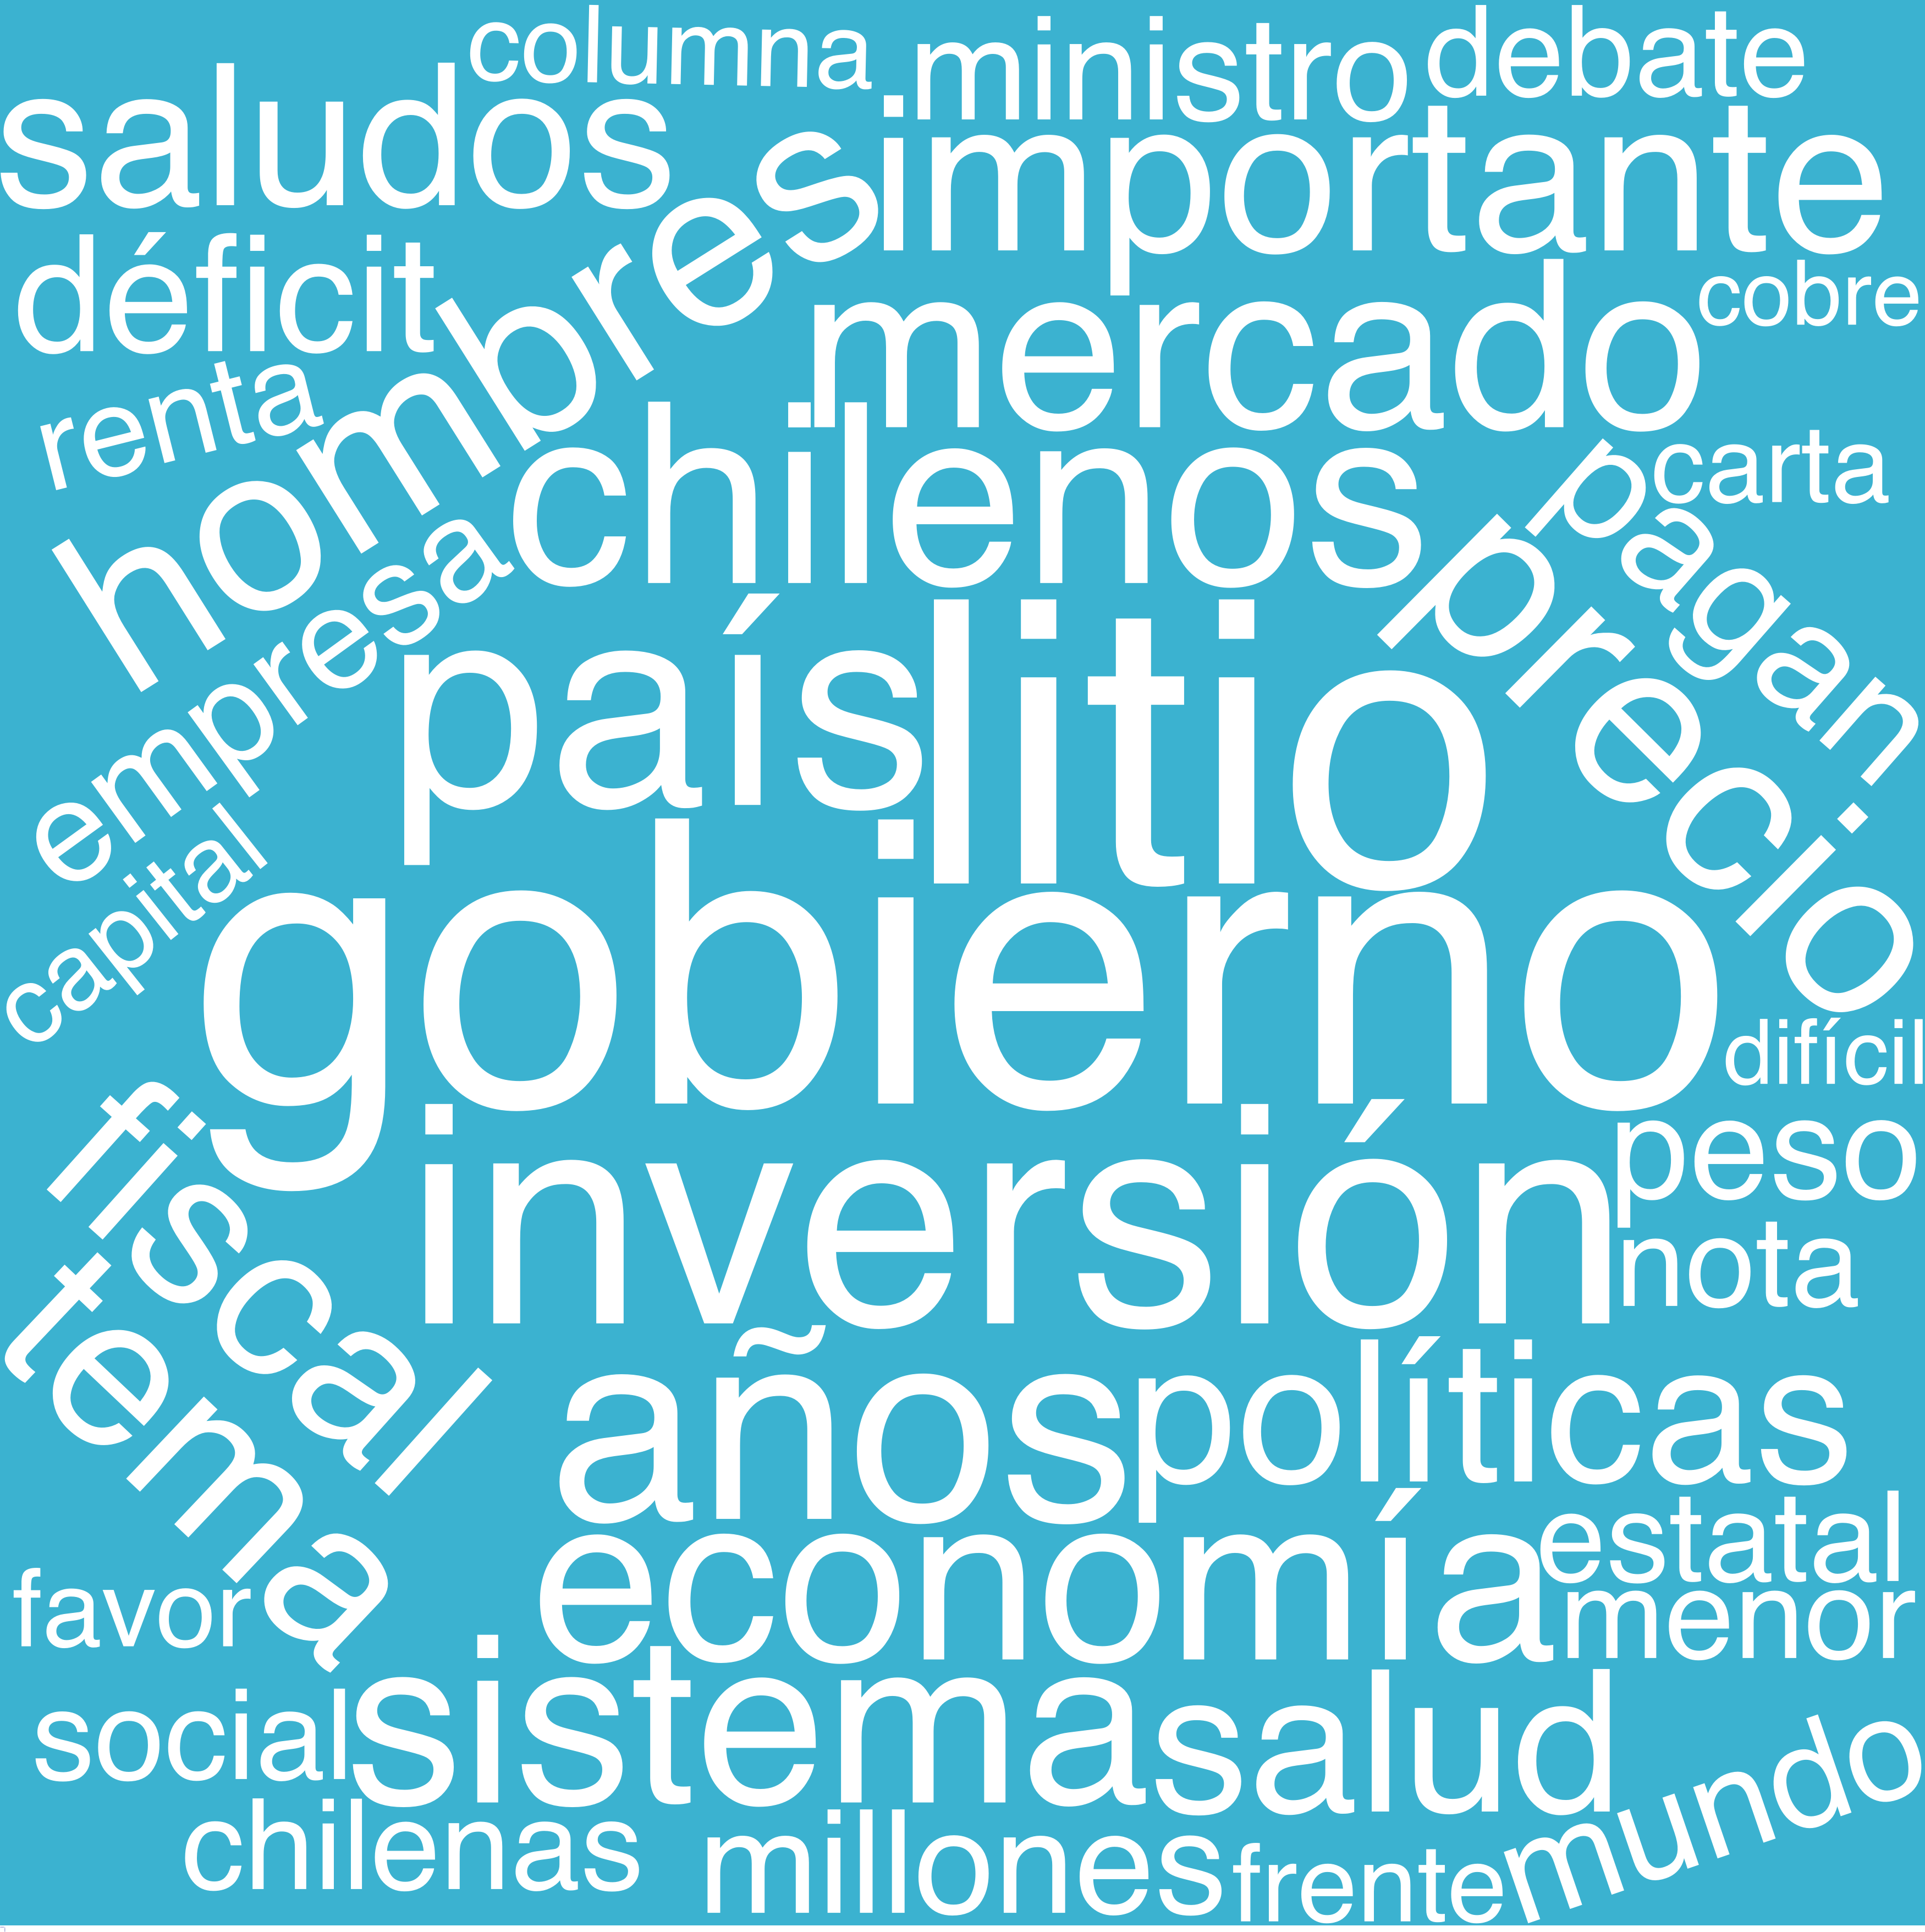 columna
ministro
debate
saludos
importante
déficit
hombres
mercado
cobre
renta
chilenos
carta
pagan
empresa
país
litio
precio
capital
gobierno
difícil
fiscal
inversión
peso
nota
tema
años
políticas
economía
estatal
favor
menor
social
sistema
salud
mundo
chilenas
millones
frente